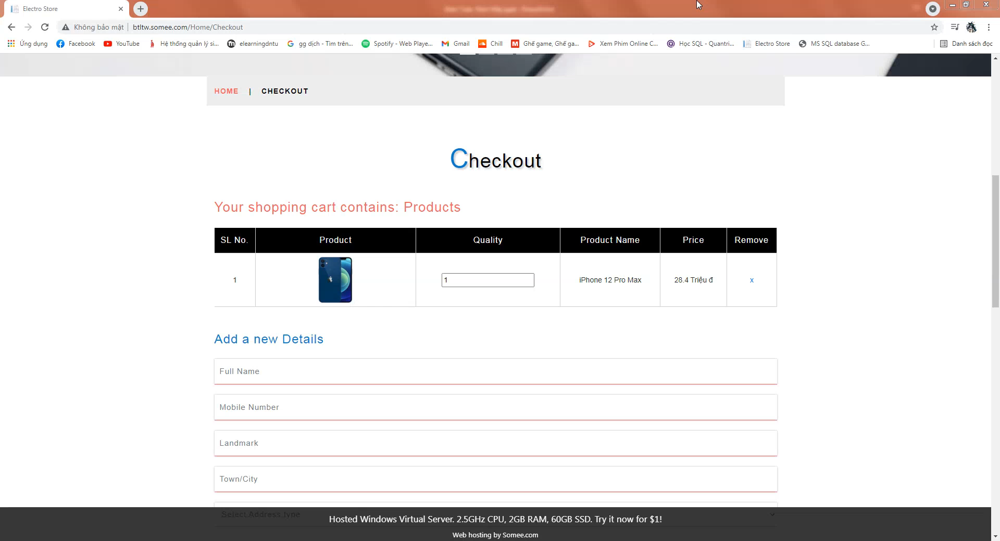 Electro Store
Không bảo mật
btltw.somee.com/Home/Checkout
Ứng dụng
Facebook
YouTube
Hệ thống quản lý si...
elearningdntu
gg dịch - Tìm trên...
Spotify - Web Playe...
Gmail
Chill
Ghế game, Ghế ga...
Xem Phim Online C...
Học SQL - Quantri...
Electro Store
MS SQL database G...
Danh sách đọc
HOME | CHECKOUT
Checkout
Your shopping cart contains: Products
SL No. Product Quality Product Name Price Remove
1 1 iPhone 12 Pro Max 28.4 Triệu đ x
Add a new Details
Full Name
Mobile Number
Landmark
Town/City
Select Address type
Hosted Windows Virtual Server. 2.5GHz CPU, 2GB RAM, 60GB SSD. Try it now for $1!
Web hosting by Somee.com